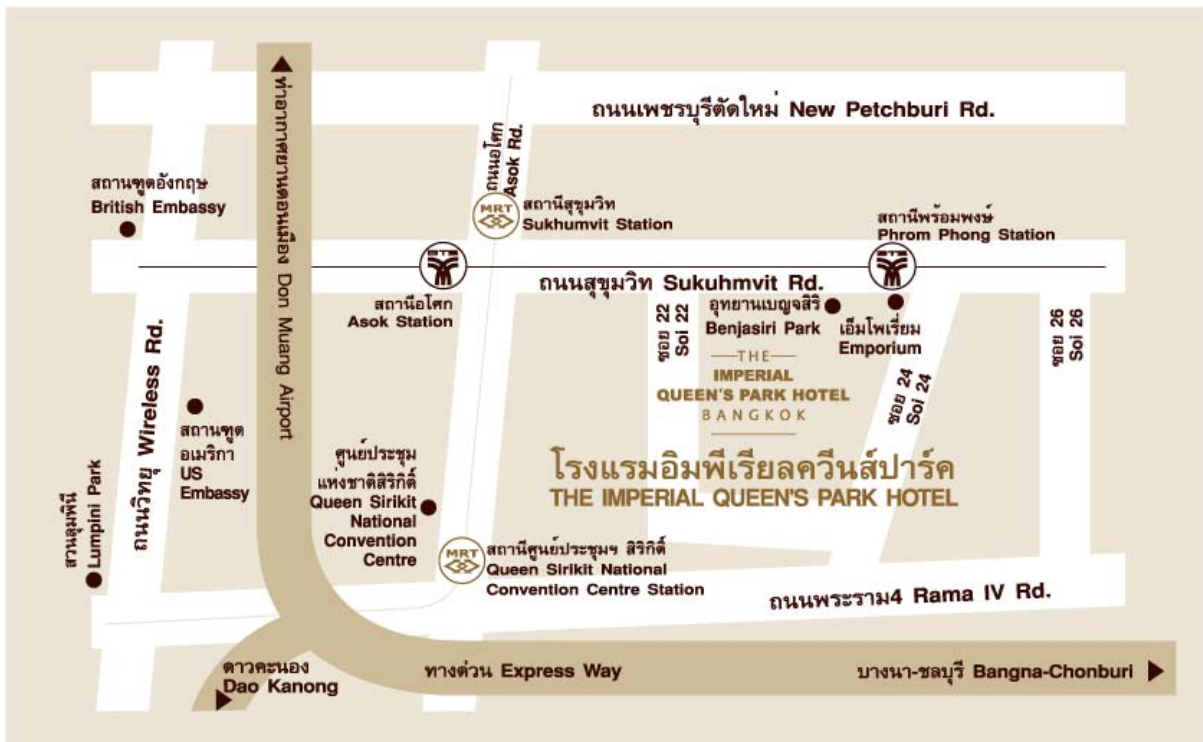 ถนนเพชรบุรีตัดใหม่ New Petchburi Rd.
ท่าอากาศยานดอนเมือง Don Muang Airport
ถนนอโศก
Asok Rd.
สถานฑูตอังกฤษ
British Embassy
MRT
สถานีสุขุมวิท
Sukhumvit Station
สถานีพร้อมพงษ์
Phrom Phong Station
BTS
BTS
ถนนสุขุมวิท Sukuhmvit Rd.
สถานีอโศก
Asok Station
ซอย 22
Soi 22
อุทยานเบญจสิริ
Benjasiri Park
เอ็มโพเรี่ยม
Emporium
ซอย 24
Soi 24
ซอย 26
Soi 26
THE
IMPERIAL
QUEEN'S PARK HOTEL
BANGKOK
โรงแรมอิมพีเรียลควีนส์ปาร์ค
THE IMPERIAL QUEEN'S PARK HOTEL
ถนนวิทยุ Wireless Rd.
สถานฑูต
อเมริกา
US
Embassy
สวนลุมพินี
Lumpini Park
ศูนย์ประชุม
แห่งชาติสิริกิติ์
Queen Sirikit
National
Convention
Centre
MRT
สถานีศูนย์ประชุมฯ สิริกิติ์
Queen Sirikit National
Convention Centre Station
ถนนพระราม4 Rama IV Rd.
ดาวคะนอง
Dao Kanong
ทางด่วน Express Way
บางนา-ชลบุรี Bangna-Chonburi